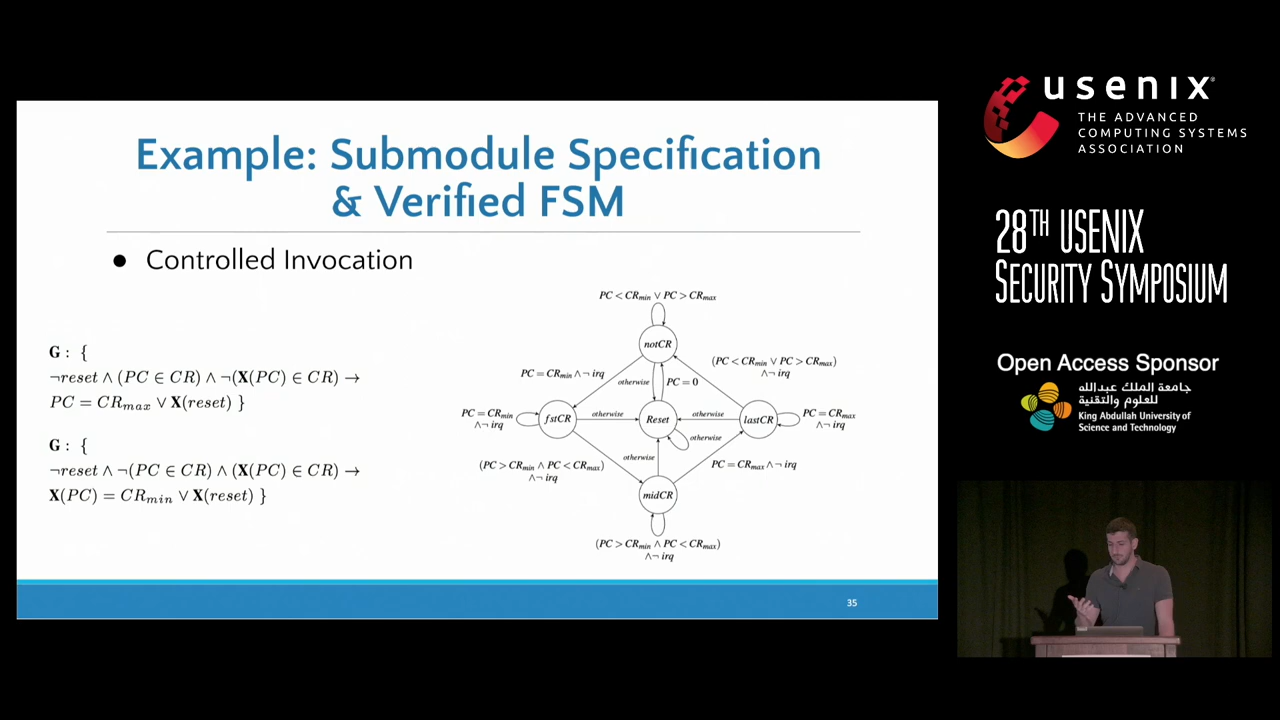 Example: Submodule Specification
& Verified FSM
● Controlled Invocation
G : {
¬reset ∧ (PC ∈ CR) ∧ ¬(X(PC) ∈ CR) →
PC = CRmax ∨ X(reset) }
G : {
¬reset ∧ ¬(PC ∈ CR) ∧ (X(PC) ∈ CR) →
X(PC) = CRmin ∨ X(reset) }
PC < CRmin ∨ PC > CRmax
notCR
PC = CRmin ∧ ¬ irq
otherwise
PC = 0
(PC < CRmin ∨ PC > CRmax)
∧¬ irq
PC = CRmin
∧¬ irq
fstCR
otherwise
Reset
otherwise
lastCR
PC = CRmax
∧¬ irq
otherwise
(PC > CRmin ∧ PC < CRmax)
∧¬ irq
otherwise
PC = CRmax ∧ ¬ irq
midCR
(PC > CRmin ∧ PC < CRmax)
∧¬ irq
35
usenix
THE ADVANCED
COMPUTING SYSTEMS
ASSOCIATION
28TH USENIX
SECURITY SYMPOSIUM
Open Access Sponsor
جامعة الملك عبدالله
للعلوم والتقنية
King Abdullah University of
Science and Technology